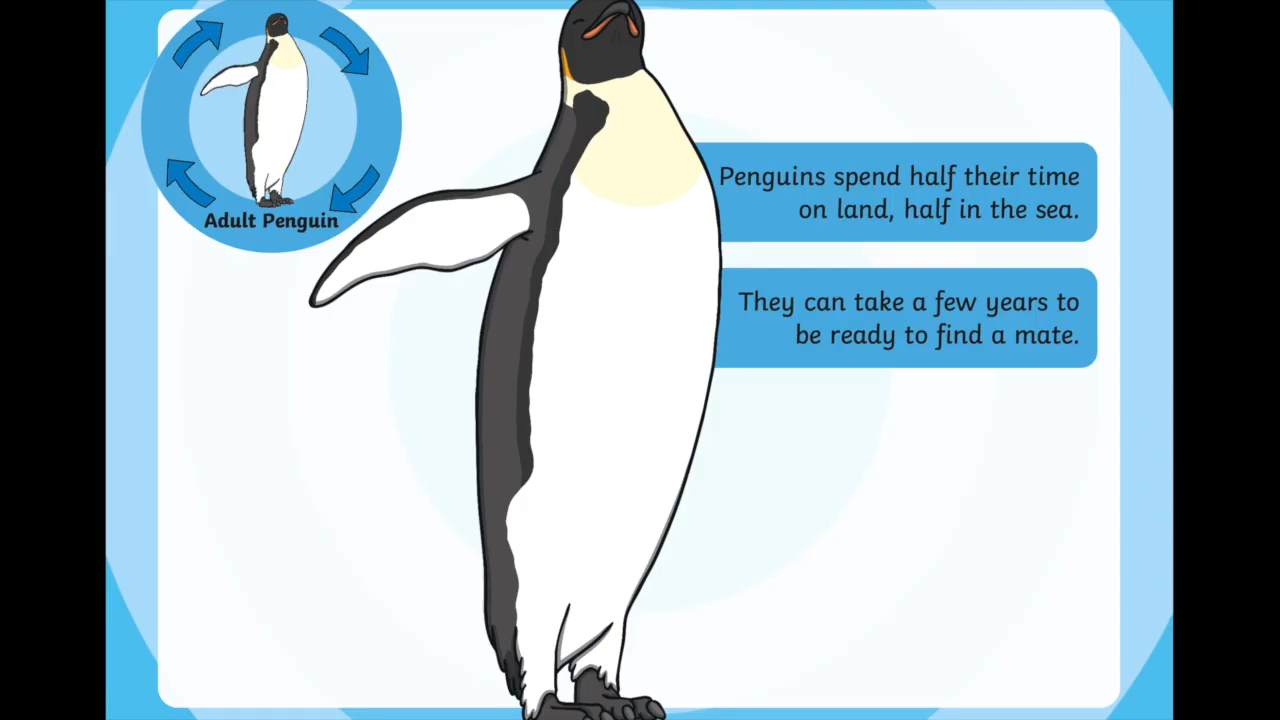 Adult Penguin
Penguins spend half their time
on land, half in the sea.
They can take a few years to
be ready to find a mate.